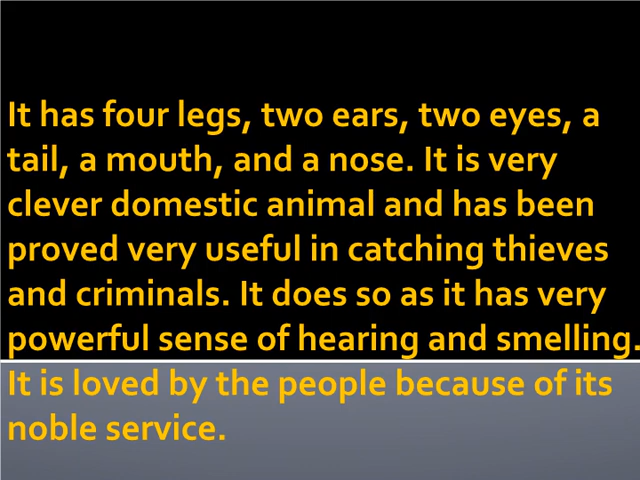 It has four legs, two ears, two eyes, a
tail, a mouth, and a nose. It is very
clever domestic animal and has been
proved very useful in catching thieves
and criminals. It does so as it has very
powerful sense of hearing and smelling.
It is loved by the people because of its
noble service.